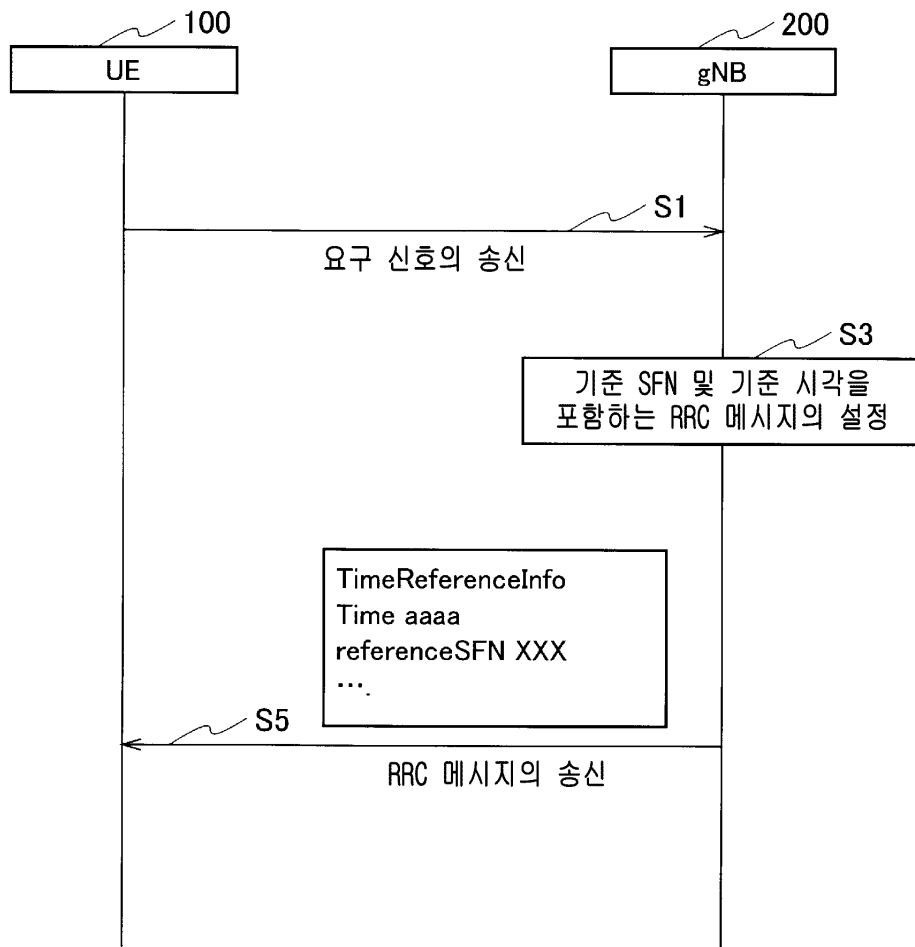 100
200
UE
gNB
S1
요구 신호의 송신
S3
기준 SFN 및 기준 시각을
포함하는 RRC 메시지의 설정
TimeReferenceInfo
Time aaaa
referenceSFN XXX
….
S5
RRC 메시지의 송신